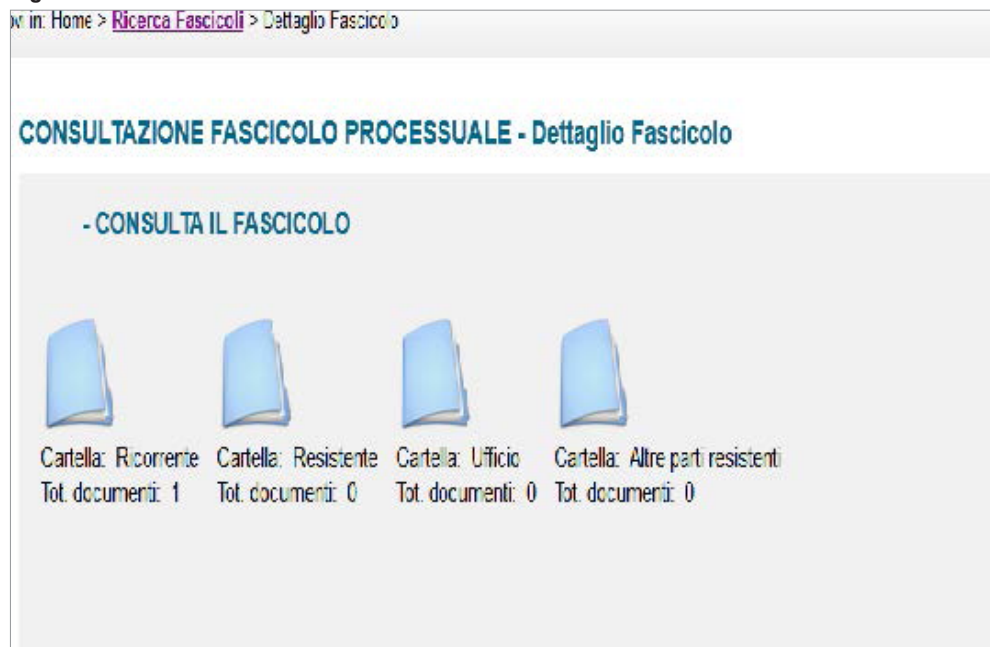 in: Home > Ricerca Fascicoli > Dettaglio Fascicolo
CONSULTAZIONE FASCICOLO PROCESSUALE - Dettaglio Fascicolo
- CONSULTA IL FASCICOLO
Cartella: Ricorrente Cartella: Resistente Cartella: Ufficio Cartella: Altre parti resistenti
Tot. documenti: 1 Tot. documenti: 0 Tot. documenti: 0 Tot. documenti: 0